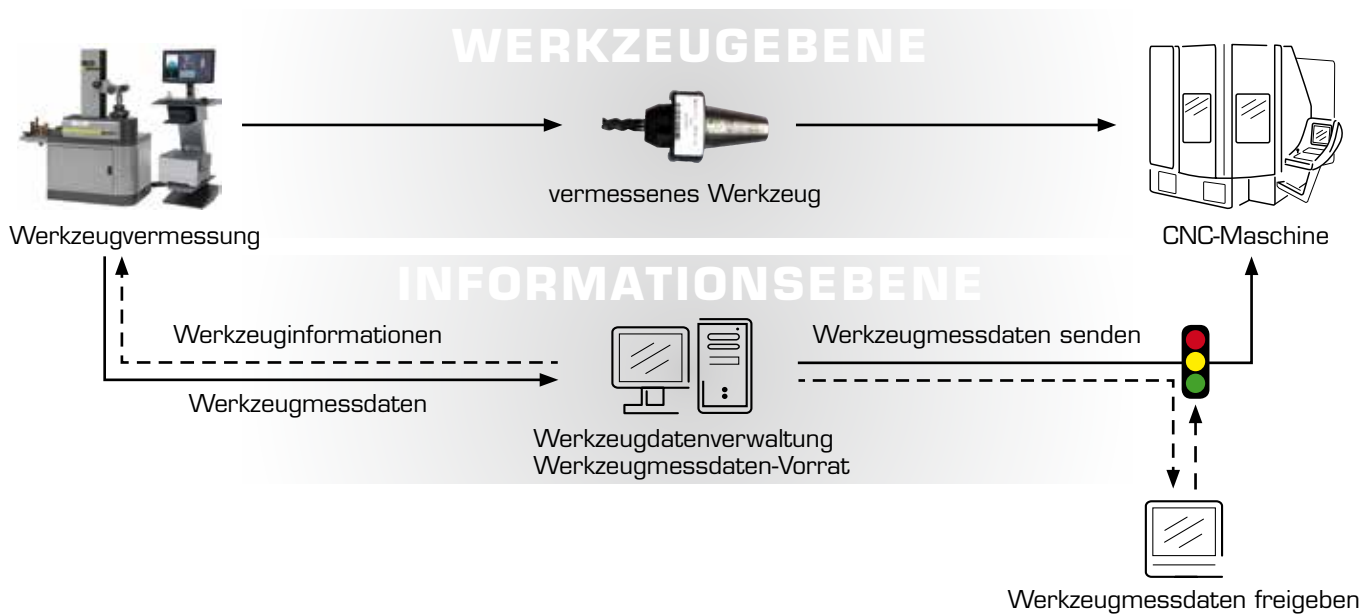 WERKZEUGEBENE
vermessenes Werkzeug
Werkzeugvermessung
CNC-Maschine
INFORMATIONSEBENE
Werkzeuginformationen
Werkzeugmessdaten senden
Werkzeugmessdaten
Werkzeugdatenverwaltung
Werkzeugmessdaten-Vorrat
Werkzeugmessdaten freigeben